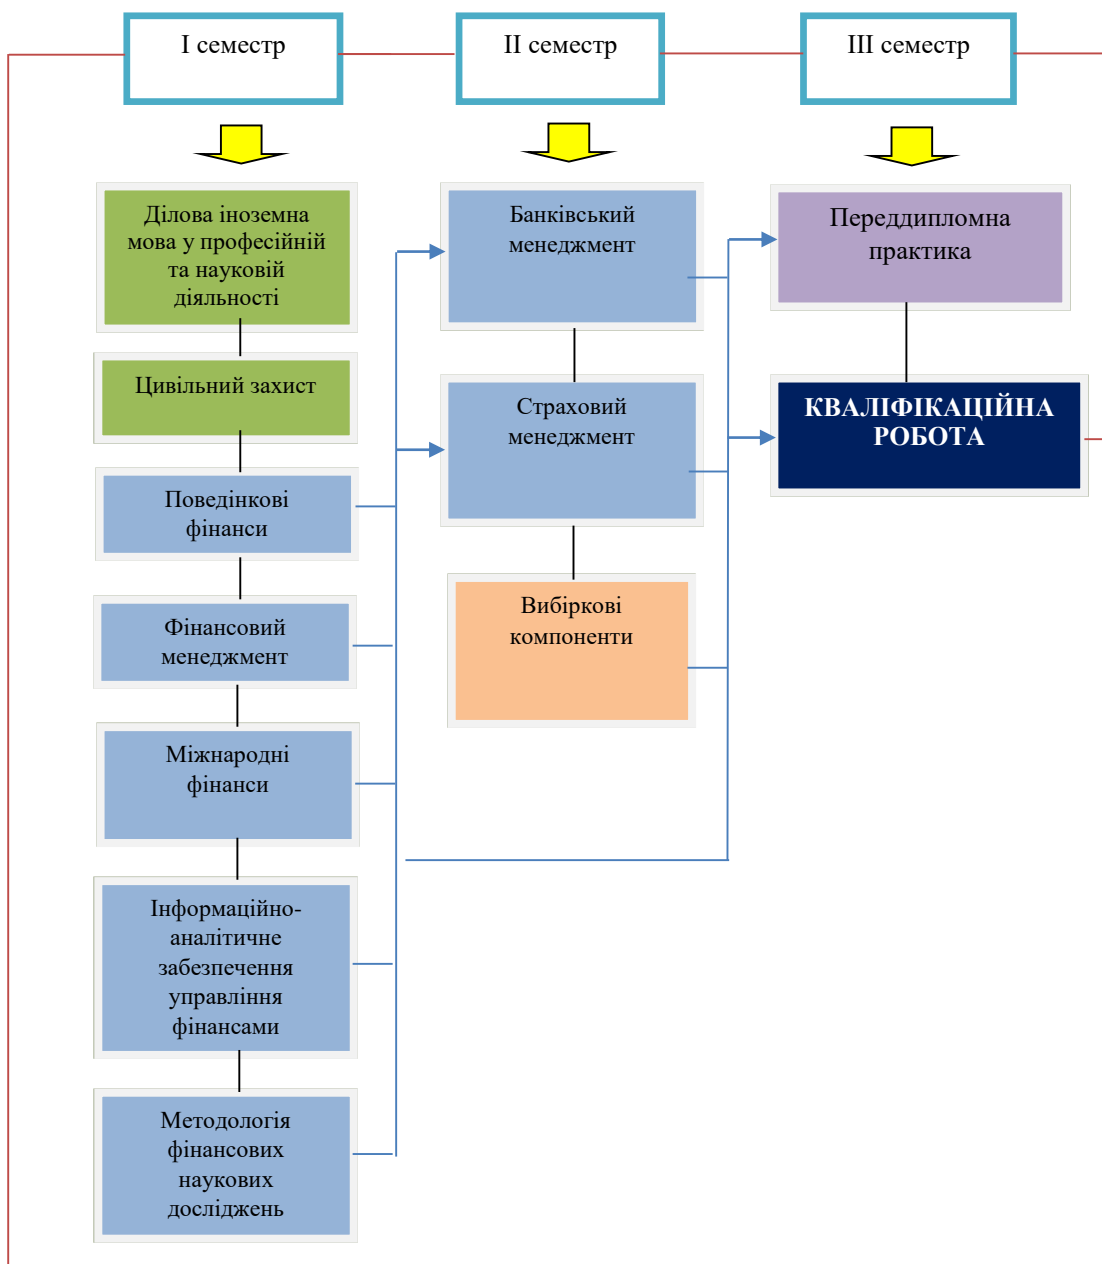 І семестр
ІІ семестр
ІІІ семестр
Ділова іноземна
мова у професійній
та науковій
діяльності
Цивільний захист
Поведінкові
фінанси
Фінансовий
менеджмент
Міжнародні
фінанси
Інформаційно-
аналітичне
забезпечення
управління
фінансами
Методологія
фінансових
наукових
досліджень
Банківський
менеджмент
Страховий
менеджмент
Вибіркові
компоненти
Переддипломна
практика
КВАЛІФІКАЦІЙНА
РОБОТА